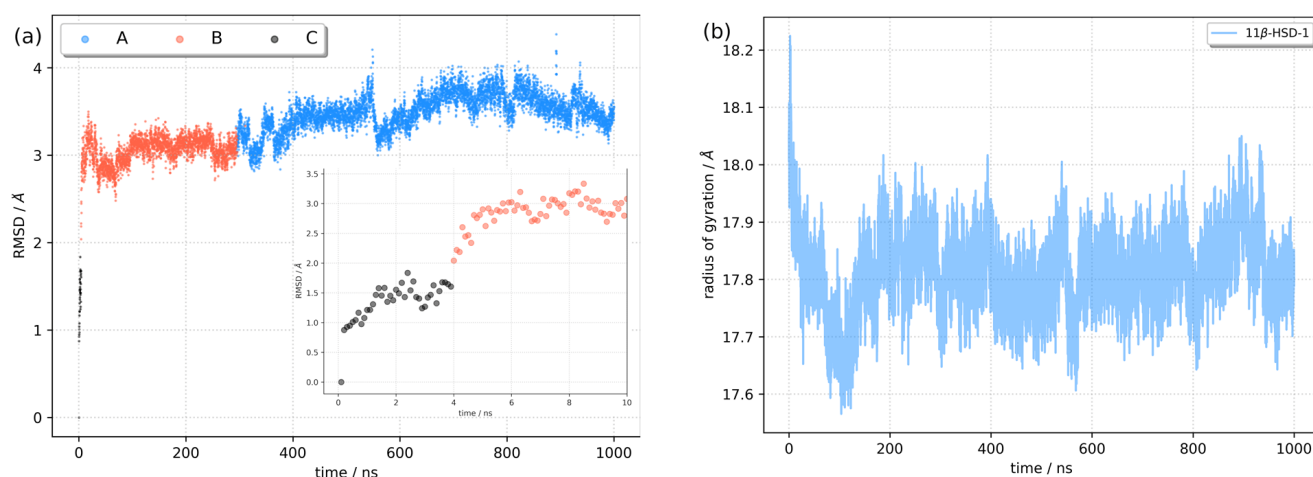 (a)
A B C
4
3
2
1
0
RMSD / Å
0 200 400 600 800 1000
time / ns
3.5
3.0
2.5
2.0
1.5
1.0
0.5
0.0
RMSD / Å
0 2 4 6 8 10
time / ns
(b)
11β-HSD-1
18.2
18.1
18.0
17.9
17.8
17.7
17.6
radius of gyration / Å
0 200 400 600 800 1000
time / ns